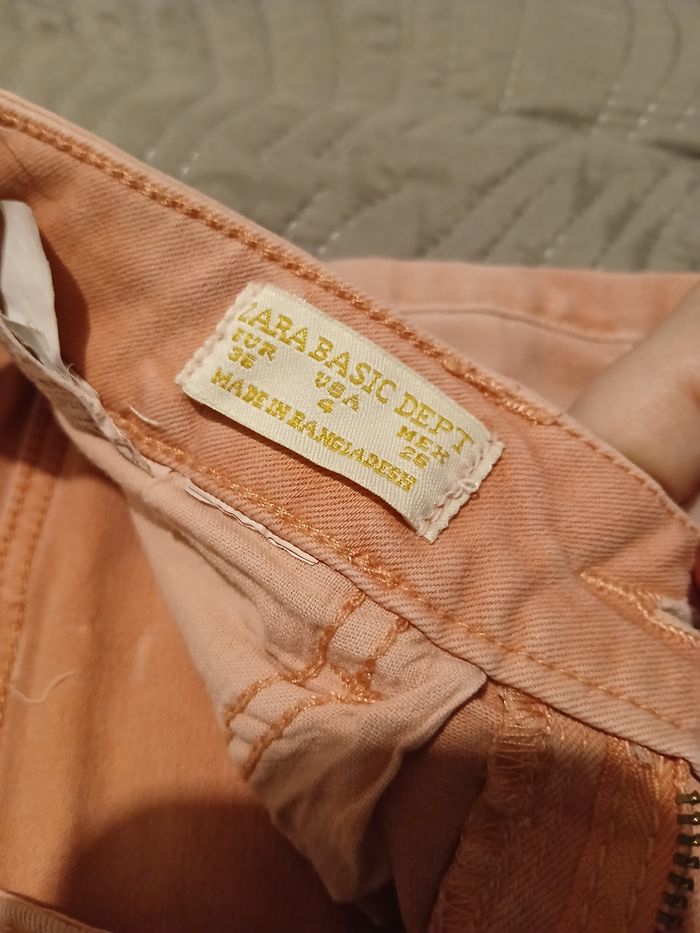 ZARA BASIC DEPT
EUR USA MEX
36 4 26
MADE IN BANGLADESH